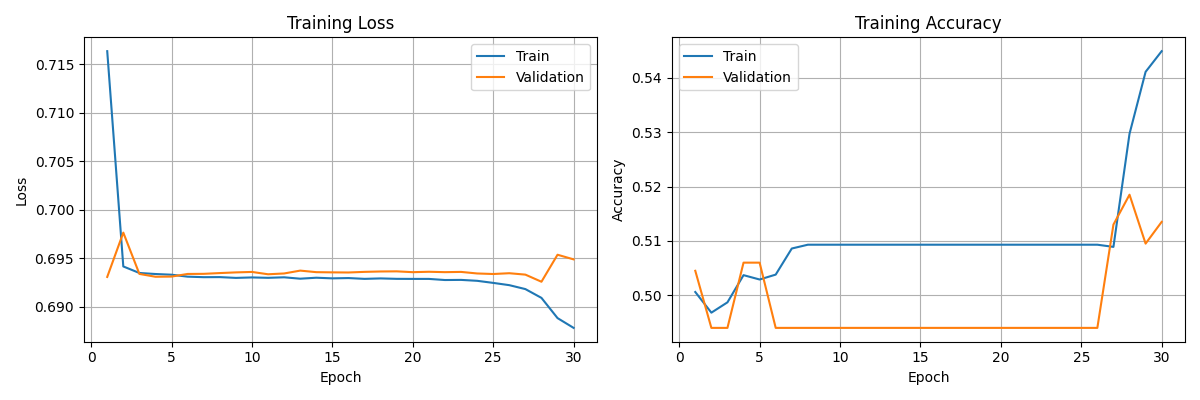 Training Loss
Loss
0.715
0.710
0.705
0.700
0.695
0.690
Train
Validation
0
5
10
15
20
25
30
Epoch
Training Accuracy
Accuracy
0.54
0.53
0.52
0.51
0.50
Train
Validation
0
5
10
15
20
25
30
Epoch